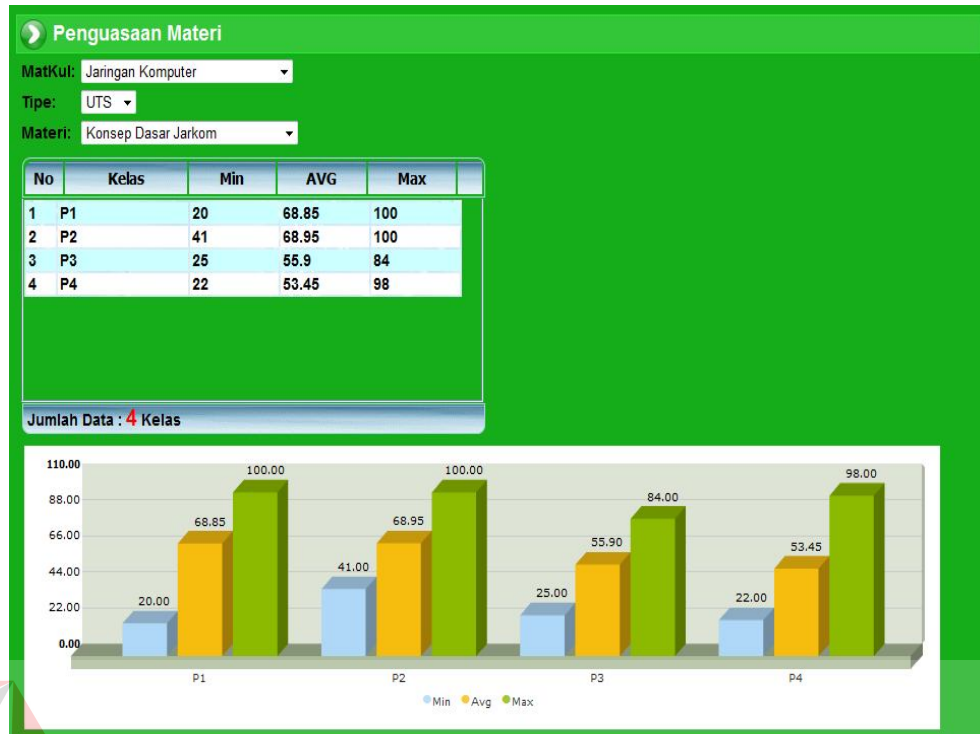 Penguasaan Materi
MatKul: Jaringan Komputer
Tipe: UTS
Materi: Konsep Dasar Jarkom
No Kelas Min AVG Max
1 P1 20 68.85 100
2 P2 41 68.95 100
3 P3 25 55.9 84
4 P4 22 53.45 98
Jumlah Data : 4 Kelas
110.00
88.00
66.00
44.00
22.00
0.00
20.00 68.85 100.00
41.00 68.95 100.00
25.00 55.90 84.00
22.00 53.45 98.00
P1 P2 P3 P4
Min Avg Max